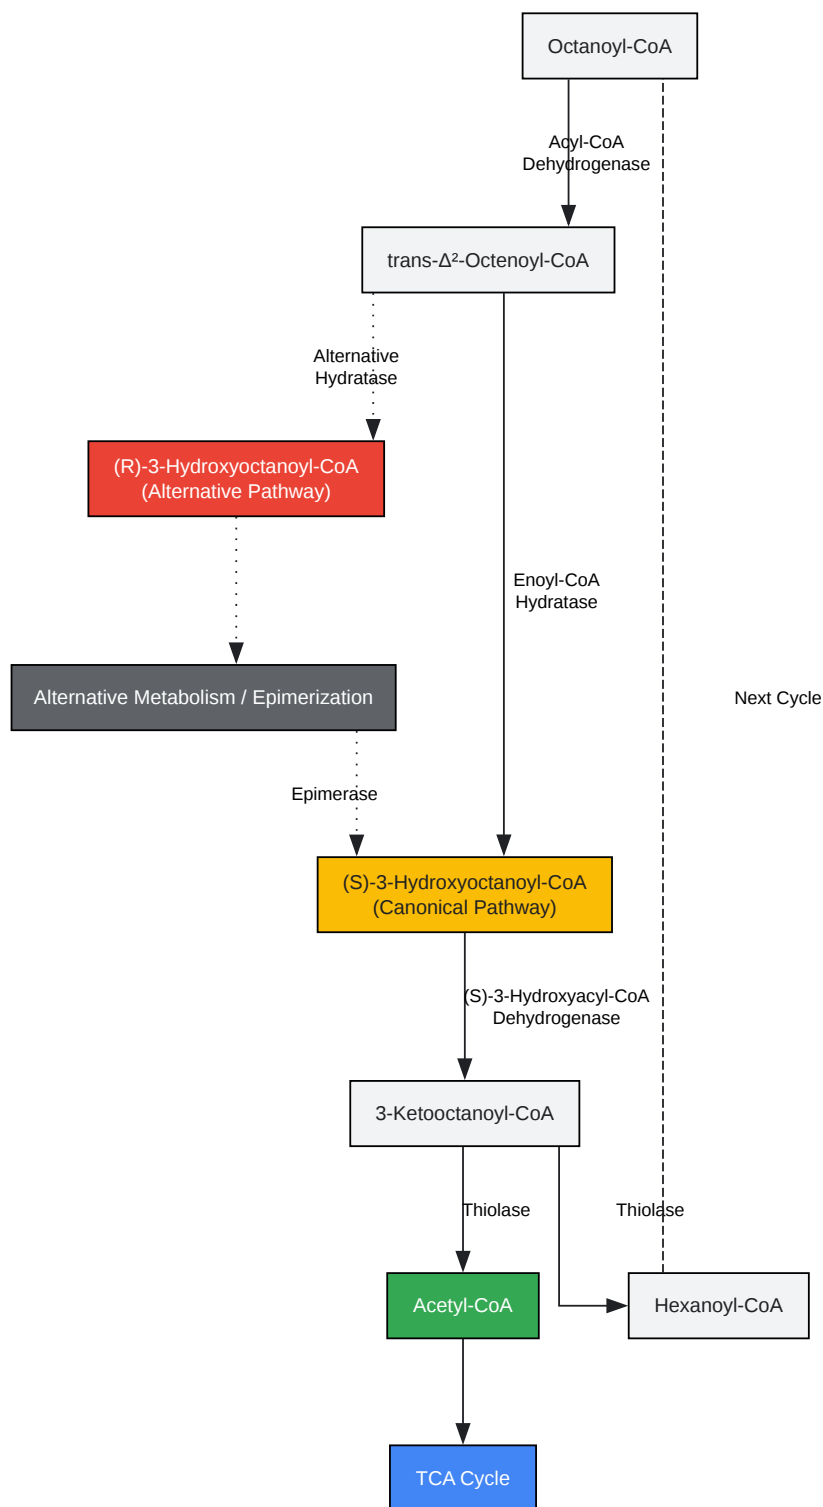 Octanoyl-CoA
Acyl-CoA
Dehydrogenase
trans-Δ²-Octenoyl-CoA
Alternative
Hydratase
(R)-3-Hydroxyoctanoyl-CoA
(Alternative Pathway)
Enoyl-CoA
Hydratase
Alternative Metabolism / Epimerization
Next Cycle
Epimerase
(S)-3-Hydroxyoctanoyl-CoA
(Canonical Pathway)
(S)-3-Hydroxyacyl-CoA
Dehydrogenase
3-Ketooctanoyl-CoA
Thiolase
Thiolase
Acetyl-CoA
Hexanoyl-CoA
TCA Cycle